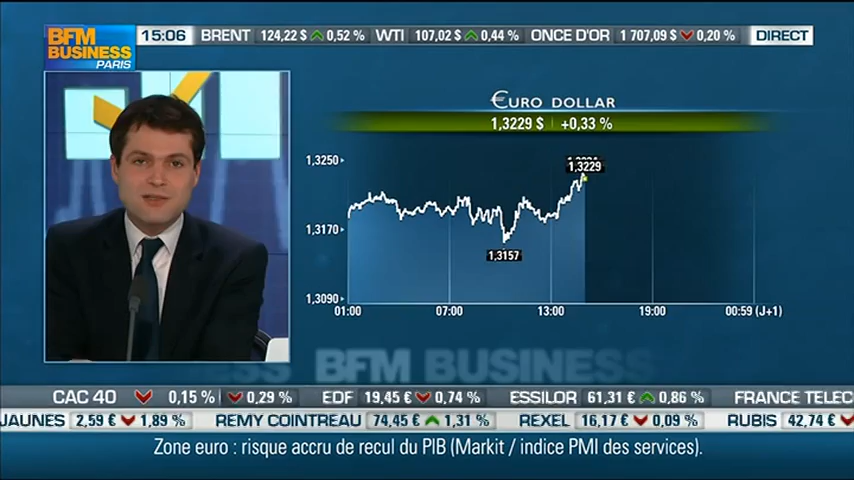 BFM
BUSINESS
PARIS
15:06 BRENT 124,22 $ 0,52 % WTI 107,02 $ 0,44 % ONCE D'OR 1 707,09 $ 0,20 % DIRECT
€URO DOLLAR
1,3229 $ +0,33 %
1,3250
1,3229
1,3170
1,3157
1,3090
01:00 07:00 13:00 19:00 00:59 (J+1)
BFM BUSINESS
CAC 40 0,15 % 0,29 % EDF 19,45 € 0,74 % ESSILOR 61,31 € 0,86 % FRANCE TELEC
JAUNES 2,59 € 1,89 % REMY COINTREAU 74,45 € 1,31 % REXEL 16,17 € 0,09 % RUBIS 42,74 €
Zone euro : risque accru de recul du PIB (Markit / indice PMI des services).